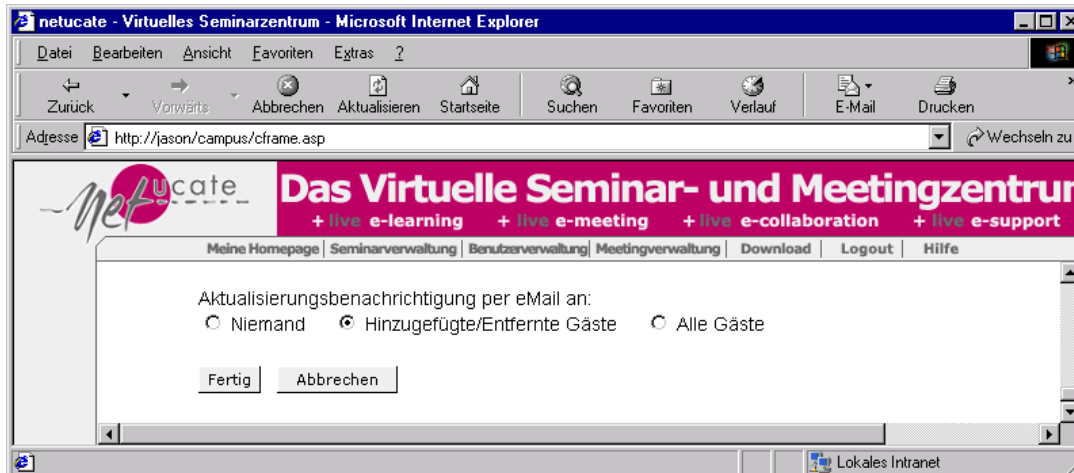 netucate - Virtuelles Seminarzentrum - Microsoft Internet Explorer
Datei Bearbeiten Ansicht Favoriten Extras ?
Zurück Vorwärts Abbrechen Aktualisieren Startseite Suchen Favoriten Verlauf E-Mail Drucken »
Adresse http://jason/campus/cframe.asp Wechseln zu
netucate
Das Virtuelle Seminar- und Meetingzentrum
+ live e-learning + live e-meeting + live e-collaboration + live e-support
Meine Homepage | Seminarverwaltung | Benutzerverwaltung | Meetingverwaltung | Download | Logout | Hilfe
Aktualisierungsbenachrichtigung per eMail an:
Niemand Hinzugefügte/Entfernte Gäste Alle Gäste
Fertig Abbrechen
Lokales Intranet